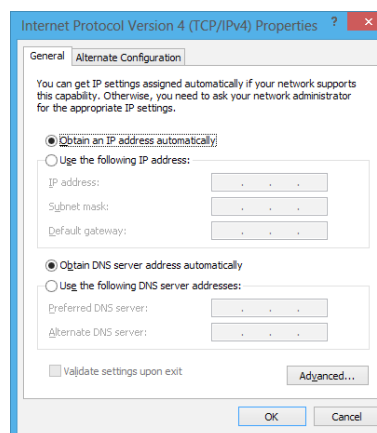 Internet Protocol Version 4 (TCP/IPv4) Properties ? ×
General Alternate Configuration
You can get IP settings assigned automatically if your network supports
this capability. Otherwise, you need to ask your network administrator
for the appropriate IP settings.
Obtain an IP address automatically
Use the following IP address:
IP address:
Subnet mask:
Default gateway:
Obtain DNS server address automatically
Use the following DNS server addresses:
Preferred DNS server:
Alternate DNS server:
Validate settings upon exit
Advanced...
OK Cancel